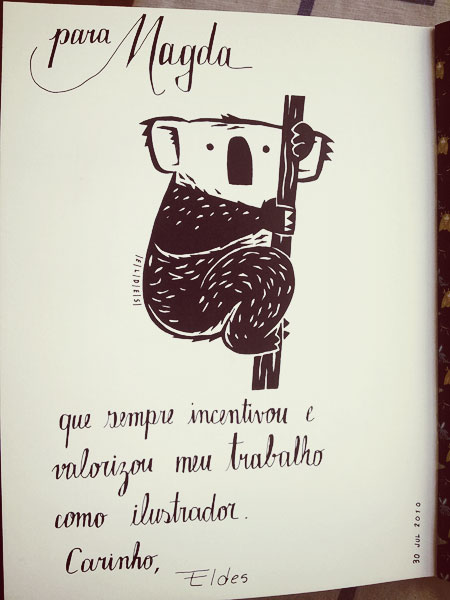 para Magda
/E/L/D/E/S/
que sempre incentivou e
valorizou meu trabalho
como ilustrador.
Carinho,
Eldes
30 JUL 2010